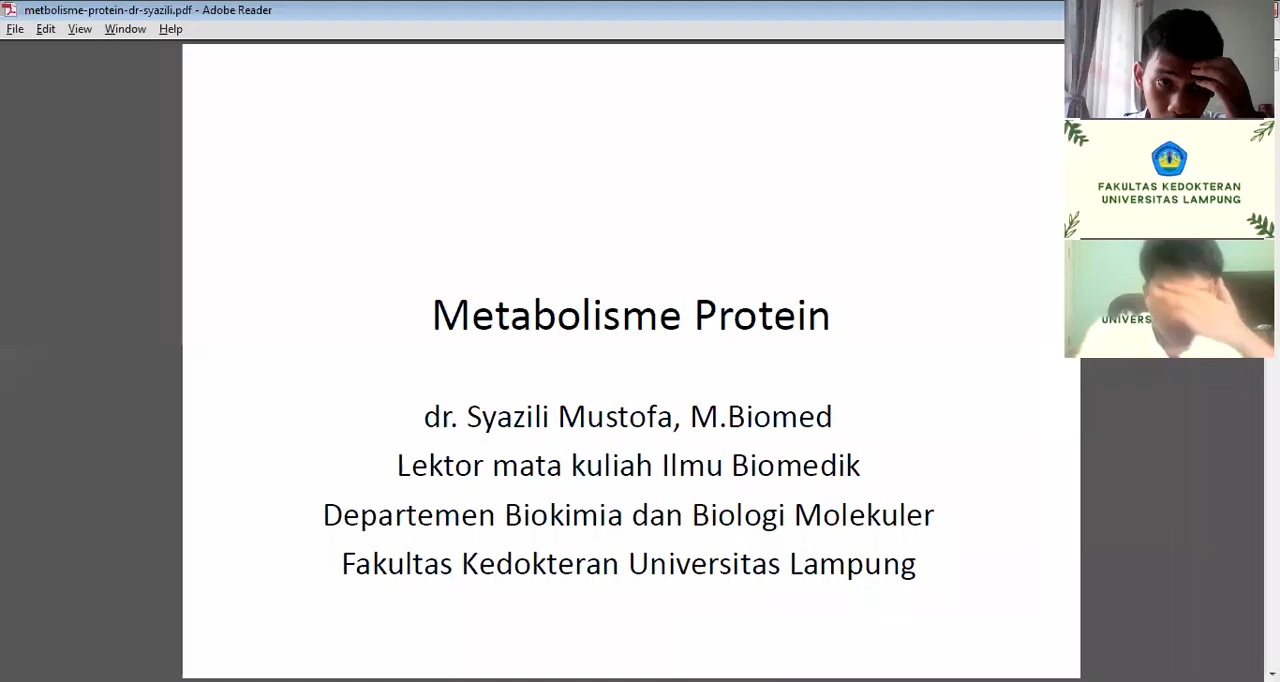 metbolisme-protein-dr-syazili.pdf - Adobe Reader
File Edit View Window Help
FAKULTAS KEDOKTERAN
UNIVERSITAS LAMPUNG
UNIVERS
Metabolisme Protein
dr. Syazili Mustofa, M.Biomed
Lektor mata kuliah Ilmu Biomedik
Departemen Biokimia dan Biologi Molekuler
Fakultas Kedokteran Universitas Lampung